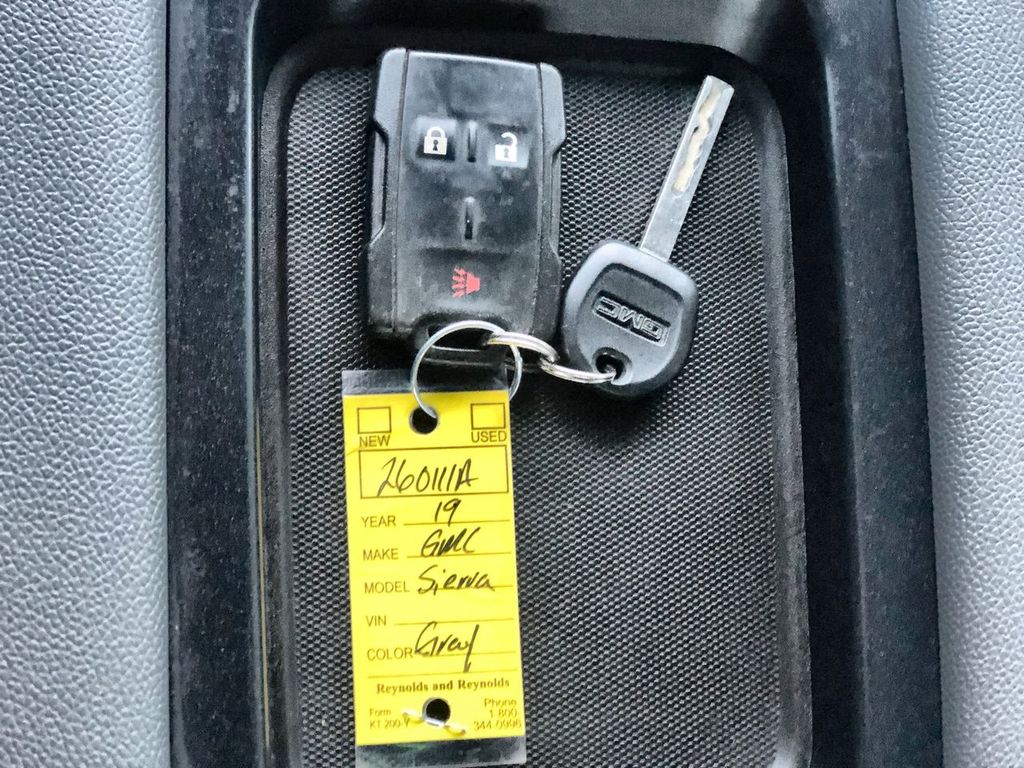 GMC
NEW USED
260111A
YEAR 19
MAKE GMC
MODEL Sierra
VIN
COLOR Gray
Reynolds and Reynolds
Form Phone
KT 200-Y 1-800
344-0996